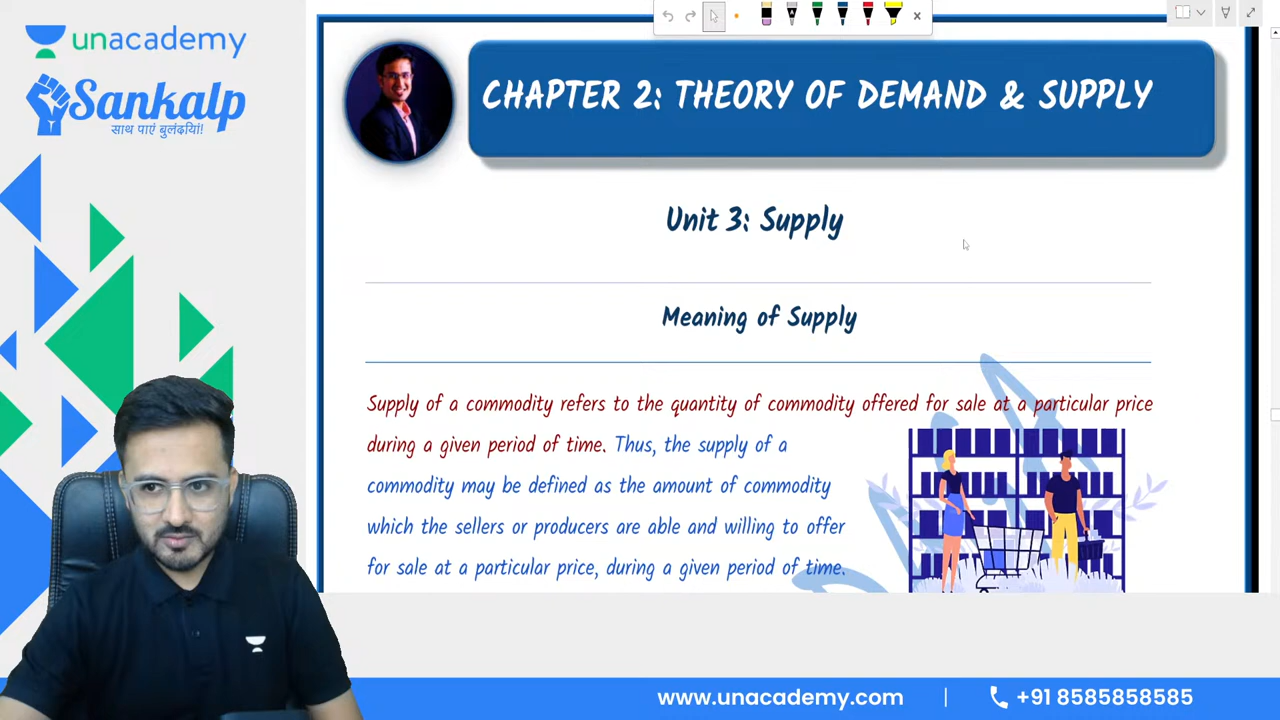 unacademy
Sankalp
साथ पाएं बुलंदियां!
CHAPTER 2: THEORY OF DEMAND & SUPPLY
Unit 3: Supply
Meaning of Supply
Supply of a commodity refers to the quantity of commodity offered for sale at a particular price
during a given period of time. Thus, the supply of a
commodity may be defined as the amount of commodity
which the sellers or producers are able and willing to offer
for sale at a particular price, during a given period of time.
www.unacademy.com | +91 8585858585